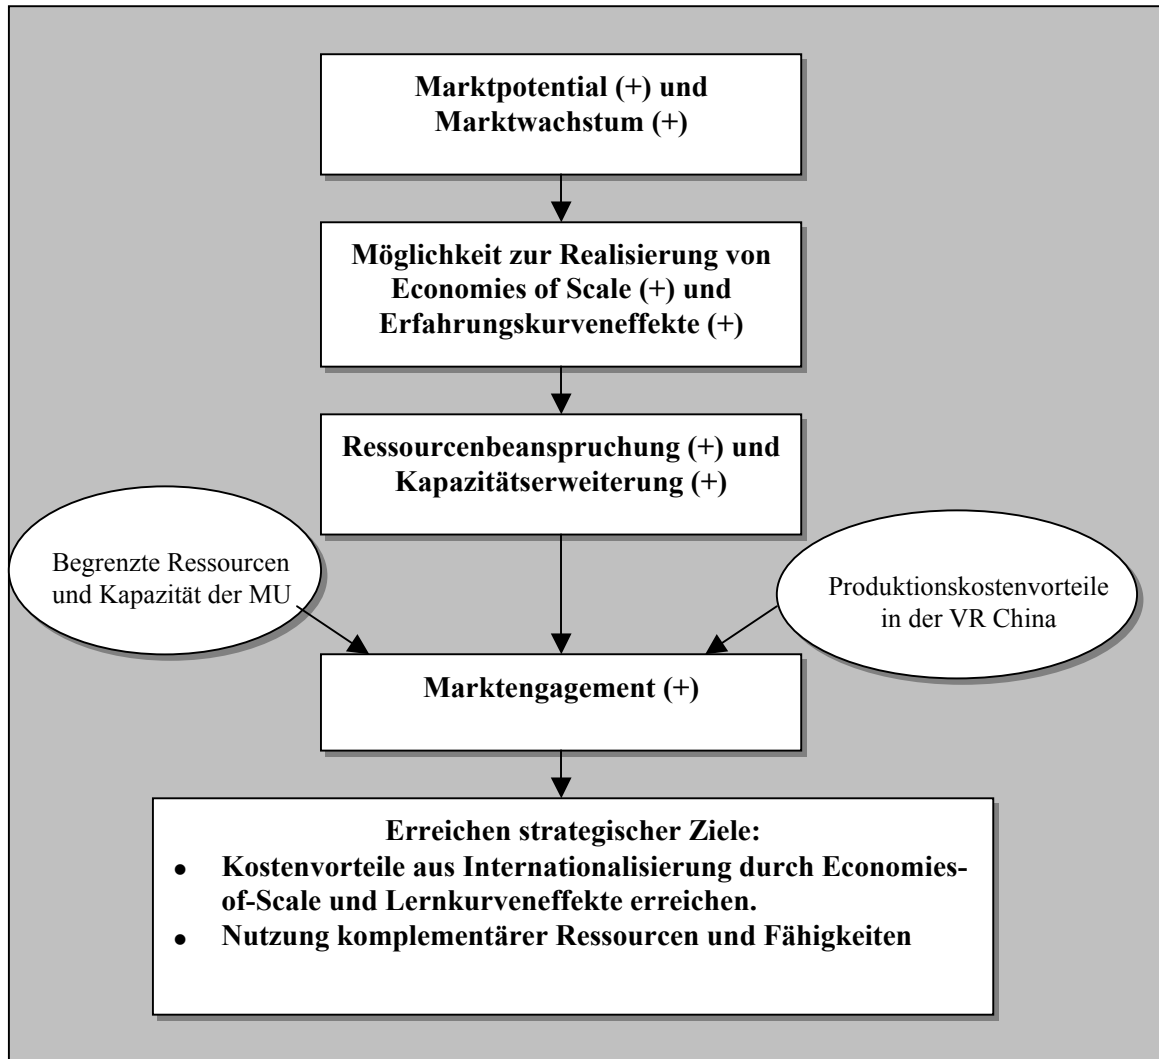 Marktpotential (+) und
Marktwachstum (+)
Möglichkeit zur Realisierung von
Economies of Scale (+) und
Erfahrungskurveneffekte (+)
Ressourcenbeanspruchung (+) und
Kapazitätserweiterung (+)
Begrenzte Ressourcen
und Kapazität der MU
Produktionskostenvorteile
in der VR China
Marktengagement (+)
Erreichen strategischer Ziele:
● Kostenvorteile aus Internationalisierung durch Economies-
of-Scale und Lernkurveneffekte erreichen.
● Nutzung komplementärer Ressourcen und Fähigkeiten